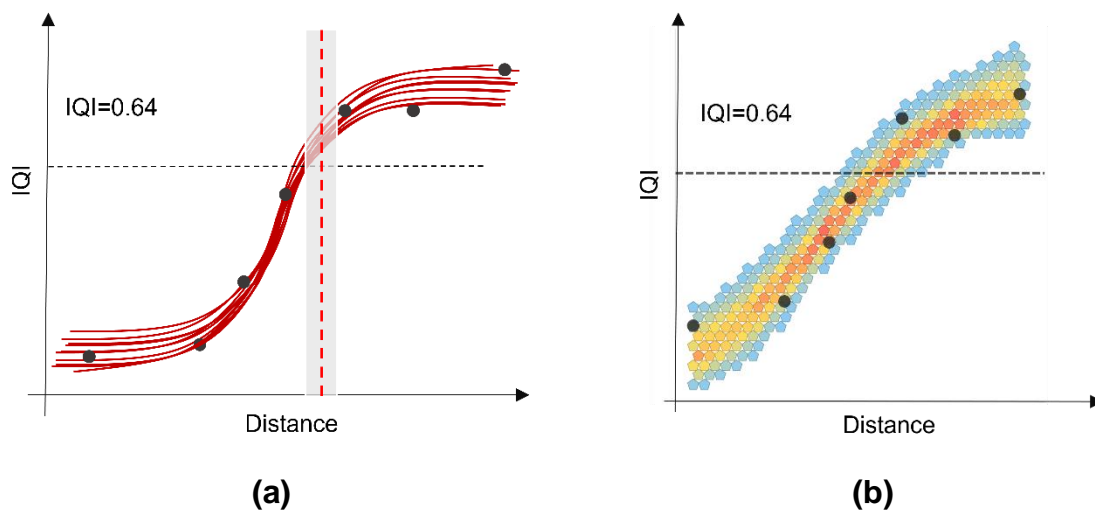 IQI=0.64
IQI
Distance
(a)
IQI=0.64
IQI
Distance
(b)